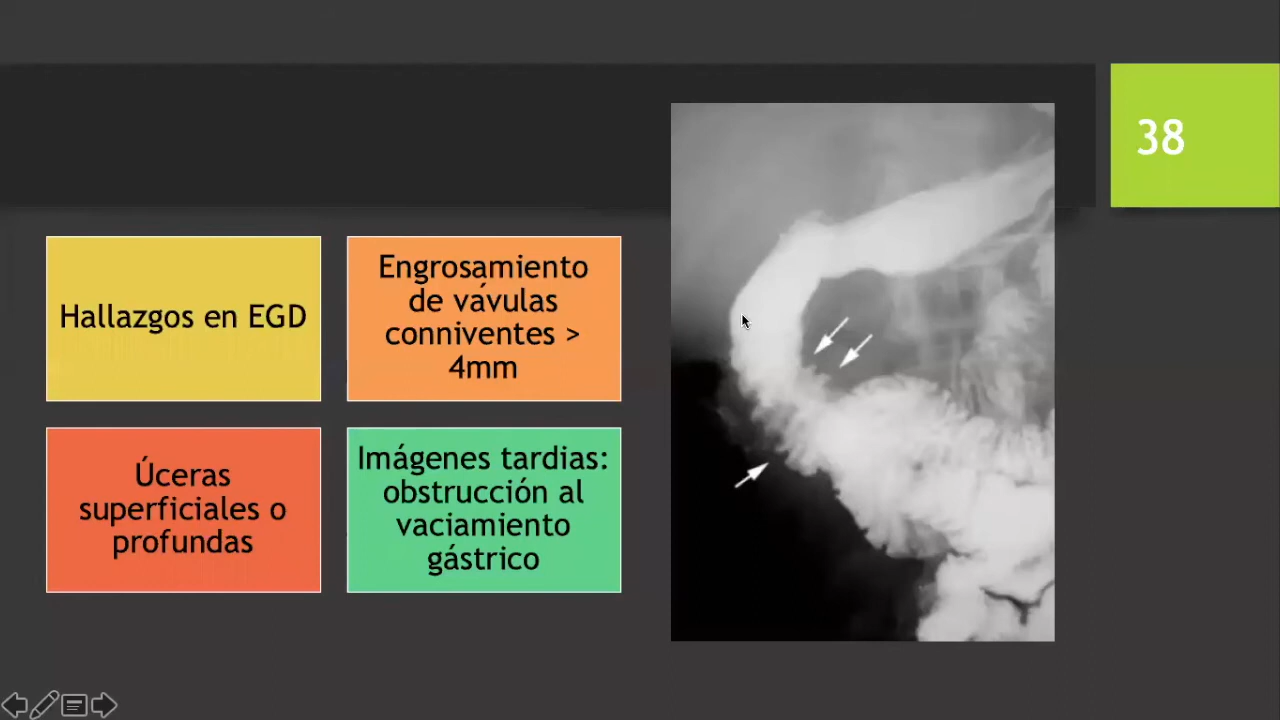 38
Hallazgos en EGD
Engrosamiento
de vávulas
conniventes >
4mm
Úceras
superficiales o
profundas
Imágenes tardias:
obstrucción al
vaciamiento
gástrico